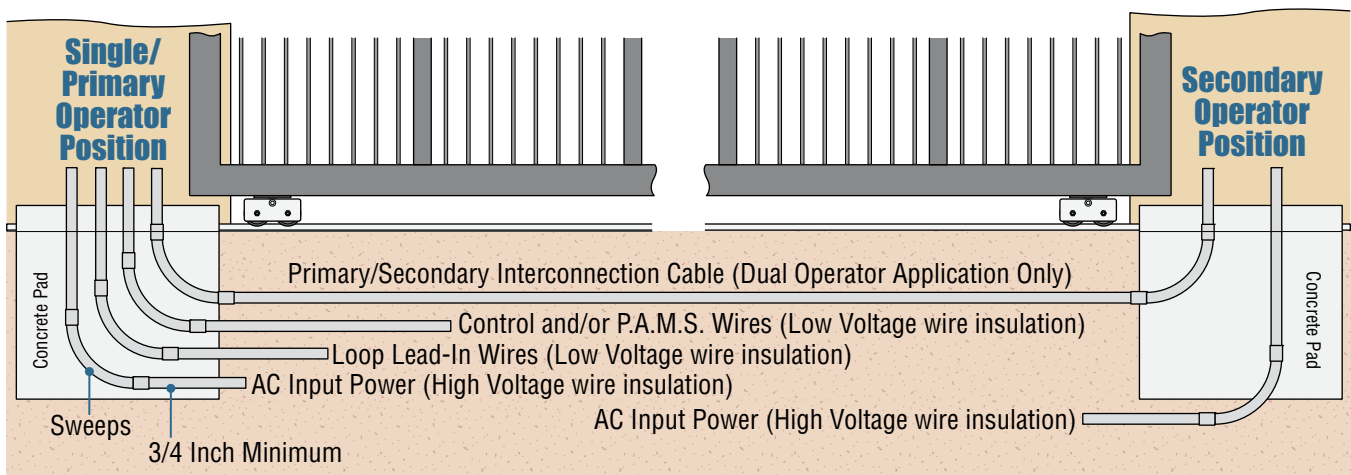 Single/
Primary
Operator
Position
Secondary
Operator
Position
Concrete Pad
Concrete Pad
Primary/Secondary Interconnection Cable (Dual Operator Application Only)
Control and/or P.A.M.S. Wires (Low Voltage wire insulation)
Loop Lead-In Wires (Low Voltage wire insulation)
AC Input Power (High Voltage wire insulation)
AC Input Power (High Voltage wire insulation)
Sweeps
3/4 Inch Minimum